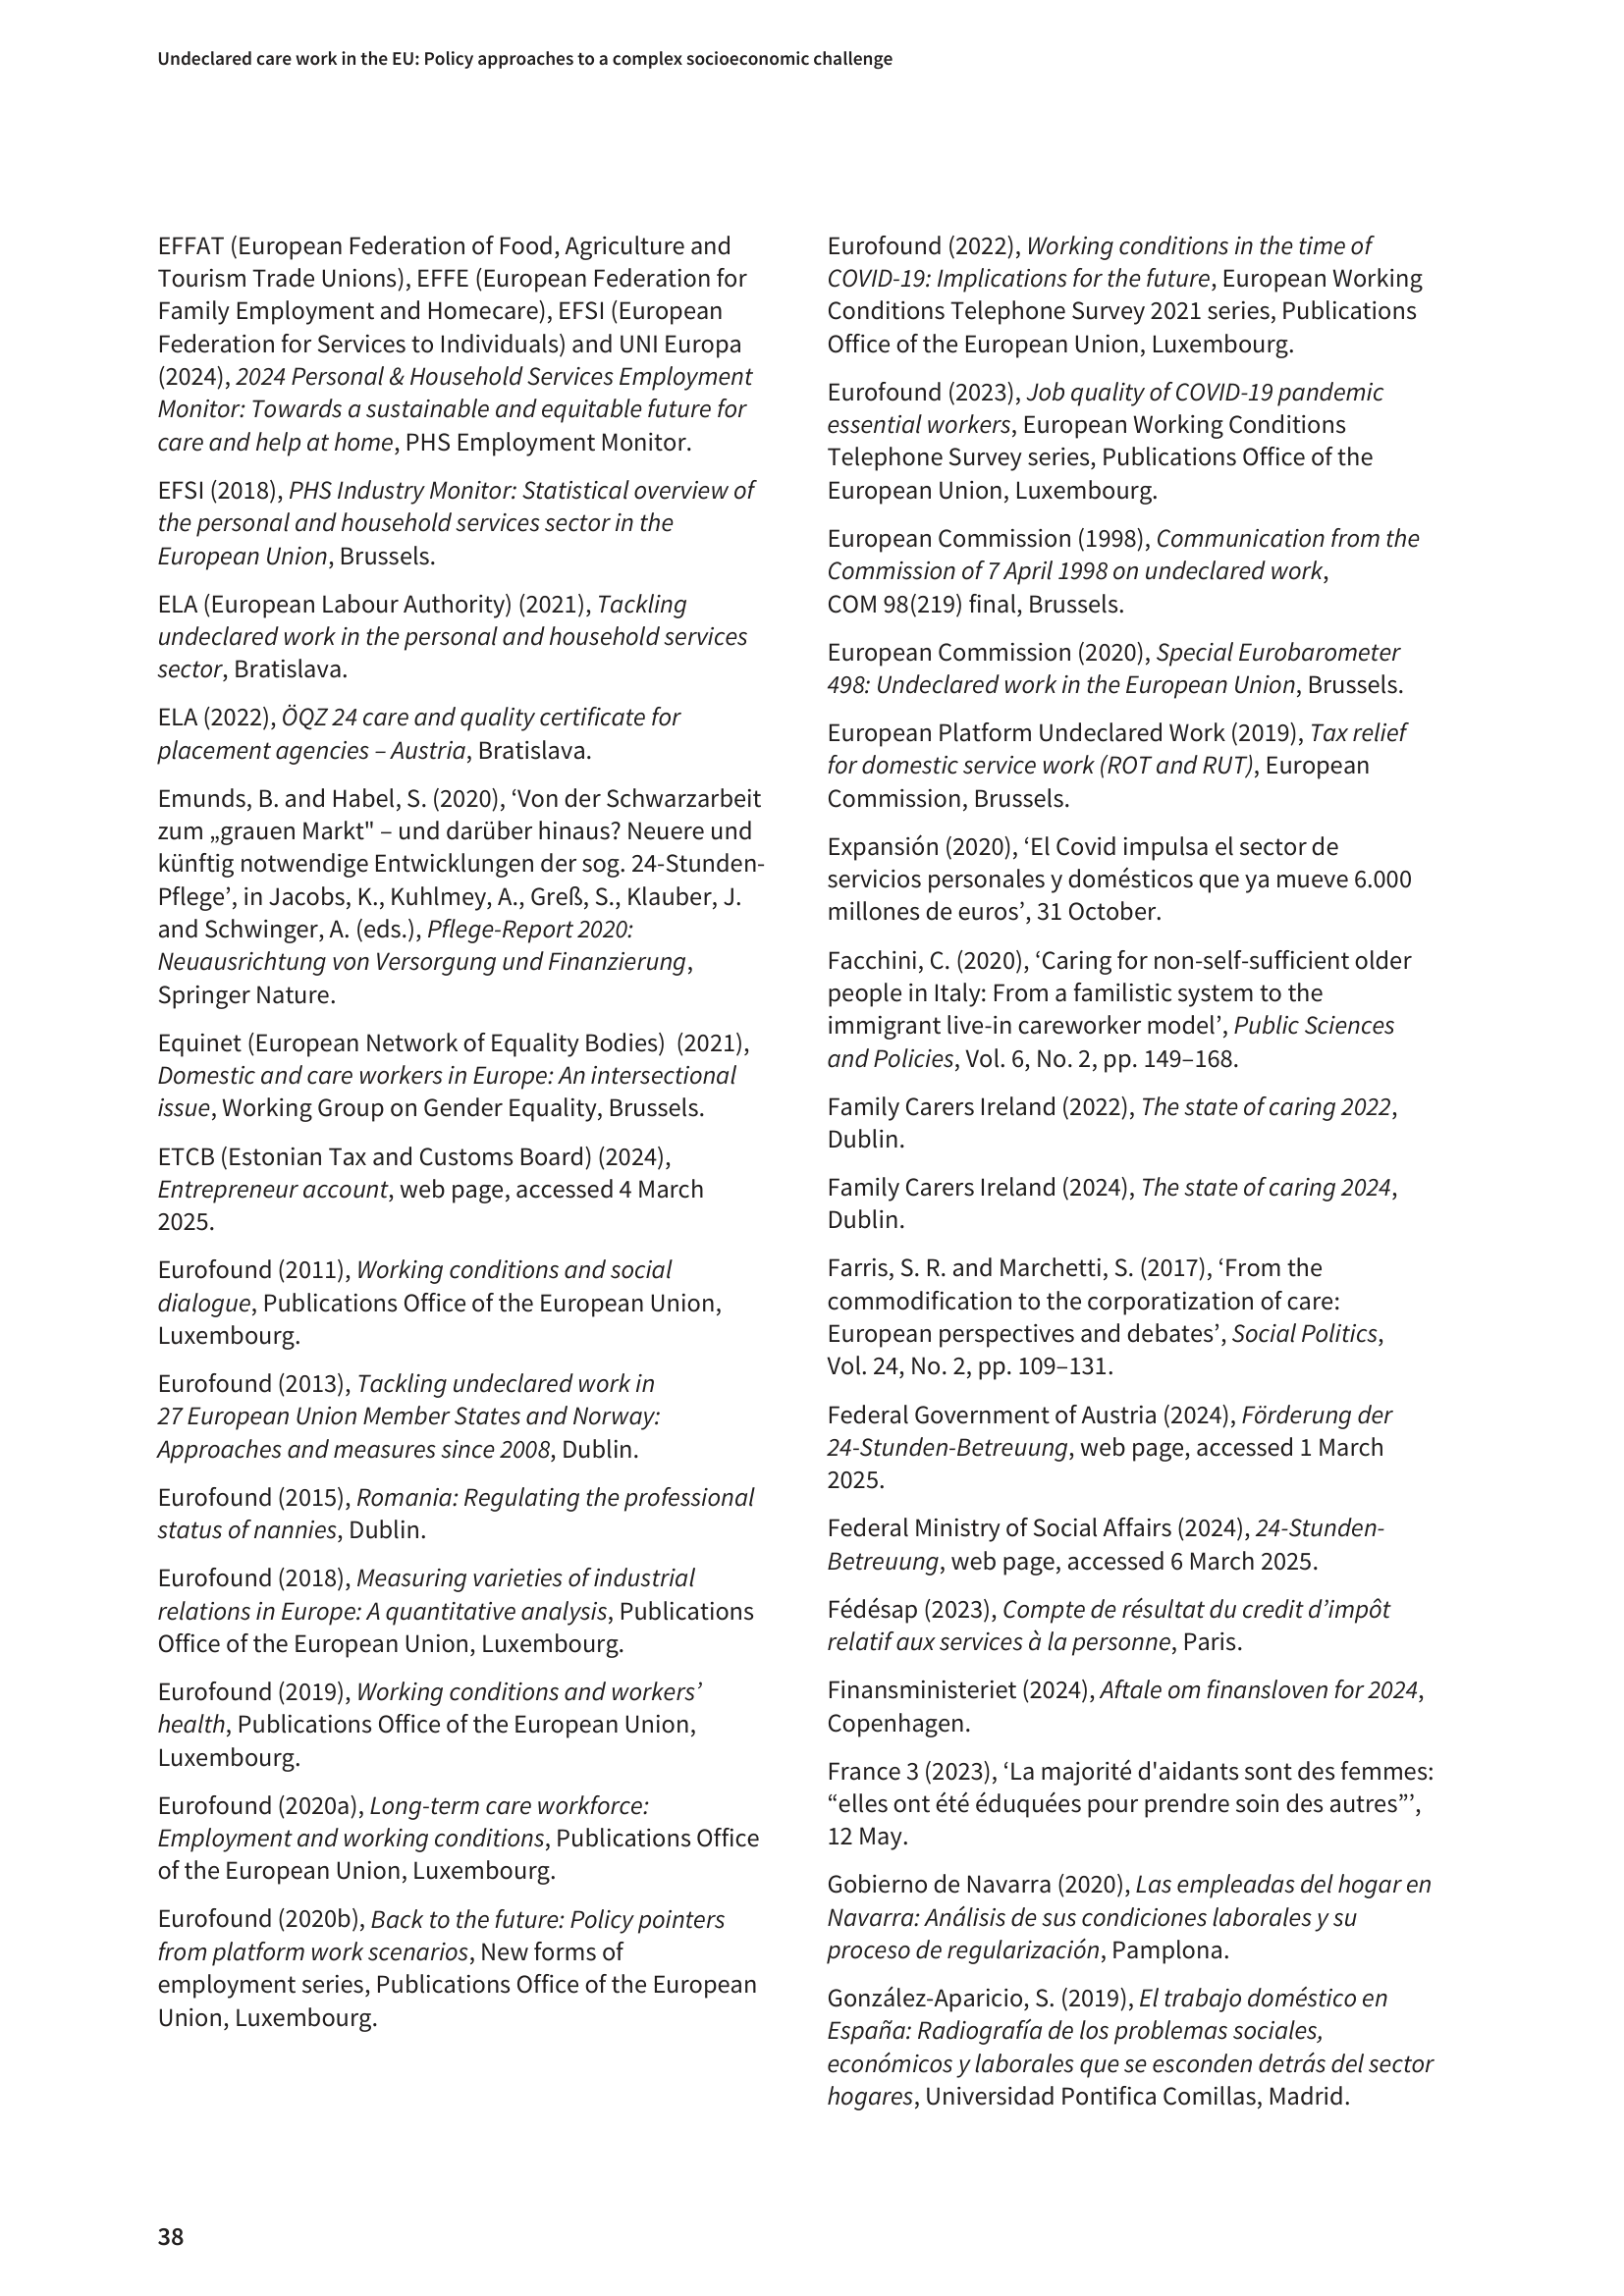 Undeclared care work in the EU: Policy approaches to a complex socioeconomic challenge
EFFAT (European Federation of Food, Agriculture and
Tourism Trade Unions), EFFE (European Federation for
Family Employment and Homecare), EFSI (European
Federation for Services to Individuals) and UNI Europa
(2024), 2024 Personal & Household Services Employment
Monitor: Towards a sustainable and equitable future for
care and help at home, PHS Employment Monitor.
EFSI (2018), PHS Industry Monitor: Statistical overview of
the personal and household services sector in the
European Union, Brussels.
ELA (European Labour Authority) (2021), Tackling
undeclared work in the personal and household services
sector, Bratislava.
ELA (2022), ÖQZ 24 care and quality certificate for
placement agencies – Austria, Bratislava.
Emunds, B. and Habel, S. (2020), ‘Von der Schwarzarbeit
zum „grauen Markt" – und darüber hinaus? Neuere und
künftig notwendige Entwicklungen der sog. 24-Stunden-
Pflege’, in Jacobs, K., Kuhlmey, A., Greß, S., Klauber, J.
and Schwinger, A. (eds.), Pflege-Report 2020:
Neuausrichtung von Versorgung und Finanzierung,
Springer Nature.
Equinet (European Network of Equality Bodies)  (2021),
Domestic and care workers in Europe: An intersectional
issue, Working Group on Gender Equality, Brussels.
ETCB (Estonian Tax and Customs Board) (2024),
Entrepreneur account, web page, accessed 4 March
2025.
Eurofound (2011), Working conditions and social
dialogue, Publications Office of the European Union,
Luxembourg.
Eurofound (2013), Tackling undeclared work in
27 European Union Member States and Norway:
Approaches and measures since 2008, Dublin.
Eurofound (2015), Romania: Regulating the professional
status of nannies, Dublin.
Eurofound (2018), Measuring varieties of industrial
relations in Europe: A quantitative analysis, Publications
Office of the European Union, Luxembourg.
Eurofound (2019), Working conditions and workers’
health, Publications Office of the European Union,
Luxembourg.
Eurofound (2020a), Long-term care workforce:
Employment and working conditions, Publications Office
of the European Union, Luxembourg.
Eurofound (2020b), Back to the future: Policy pointers
from platform work scenarios, New forms of
employment series, Publications Office of the European
Union, Luxembourg.
Eurofound (2022), Working conditions in the time of
COVID-19: Implications for the future, European Working
Conditions Telephone Survey 2021 series, Publications
Office of the European Union, Luxembourg.
Eurofound (2023), Job quality of COVID-19 pandemic
essential workers, European Working Conditions
Telephone Survey series, Publications Office of the
European Union, Luxembourg.
European Commission (1998), Communication from the
Commission of 7 April 1998 on undeclared work,
COM 98(219) final, Brussels.
European Commission (2020), Special Eurobarometer
498: Undeclared work in the European Union, Brussels.
European Platform Undeclared Work (2019), Tax relief
for domestic service work (ROT and RUT), European
Commission, Brussels.
Expansión (2020), ‘El Covid impulsa el sector de
servicios personales y domésticos que ya mueve 6.000
millones de euros’, 31 October.
Facchini, C. (2020), ‘Caring for non-self-sufficient older
people in Italy: From a familistic system to the
immigrant live-in careworker model’, Public Sciences
and Policies, Vol. 6, No. 2, pp. 149–168.
Family Carers Ireland (2022), The state of caring 2022,
Dublin.
Family Carers Ireland (2024), The state of caring 2024,
Dublin.
Farris, S. R. and Marchetti, S. (2017), ‘From the
commodification to the corporatization of care:
European perspectives and debates’, Social Politics,
Vol. 24, No. 2, pp. 109–131.
Federal Government of Austria (2024), Förderung der
24-Stunden-Betreuung, web page, accessed 1 March
2025.
Federal Ministry of Social Affairs (2024), 24-Stunden-
Betreuung, web page, accessed 6 March 2025.
Fédésap (2023), Compte de résultat du credit d’impôt
relatif aux services à la personne, Paris.
Finansministeriet (2024), Aftale om finansloven for 2024,
Copenhagen.
France 3 (2023), ‘La majorité d'aidants sont des femmes:
“elles ont été éduquées pour prendre soin des autres”’,
12 May.
Gobierno de Navarra (2020), Las empleadas del hogar en
Navarra: Análisis de sus condiciones laborales y su
proceso de regularización, Pamplona.
González-Aparicio, S. (2019), El trabajo doméstico en
España: Radiografía de los problemas sociales,
económicos y laborales que se esconden detrás del sector
hogares, Universidad Pontifica Comillas, Madrid.
38